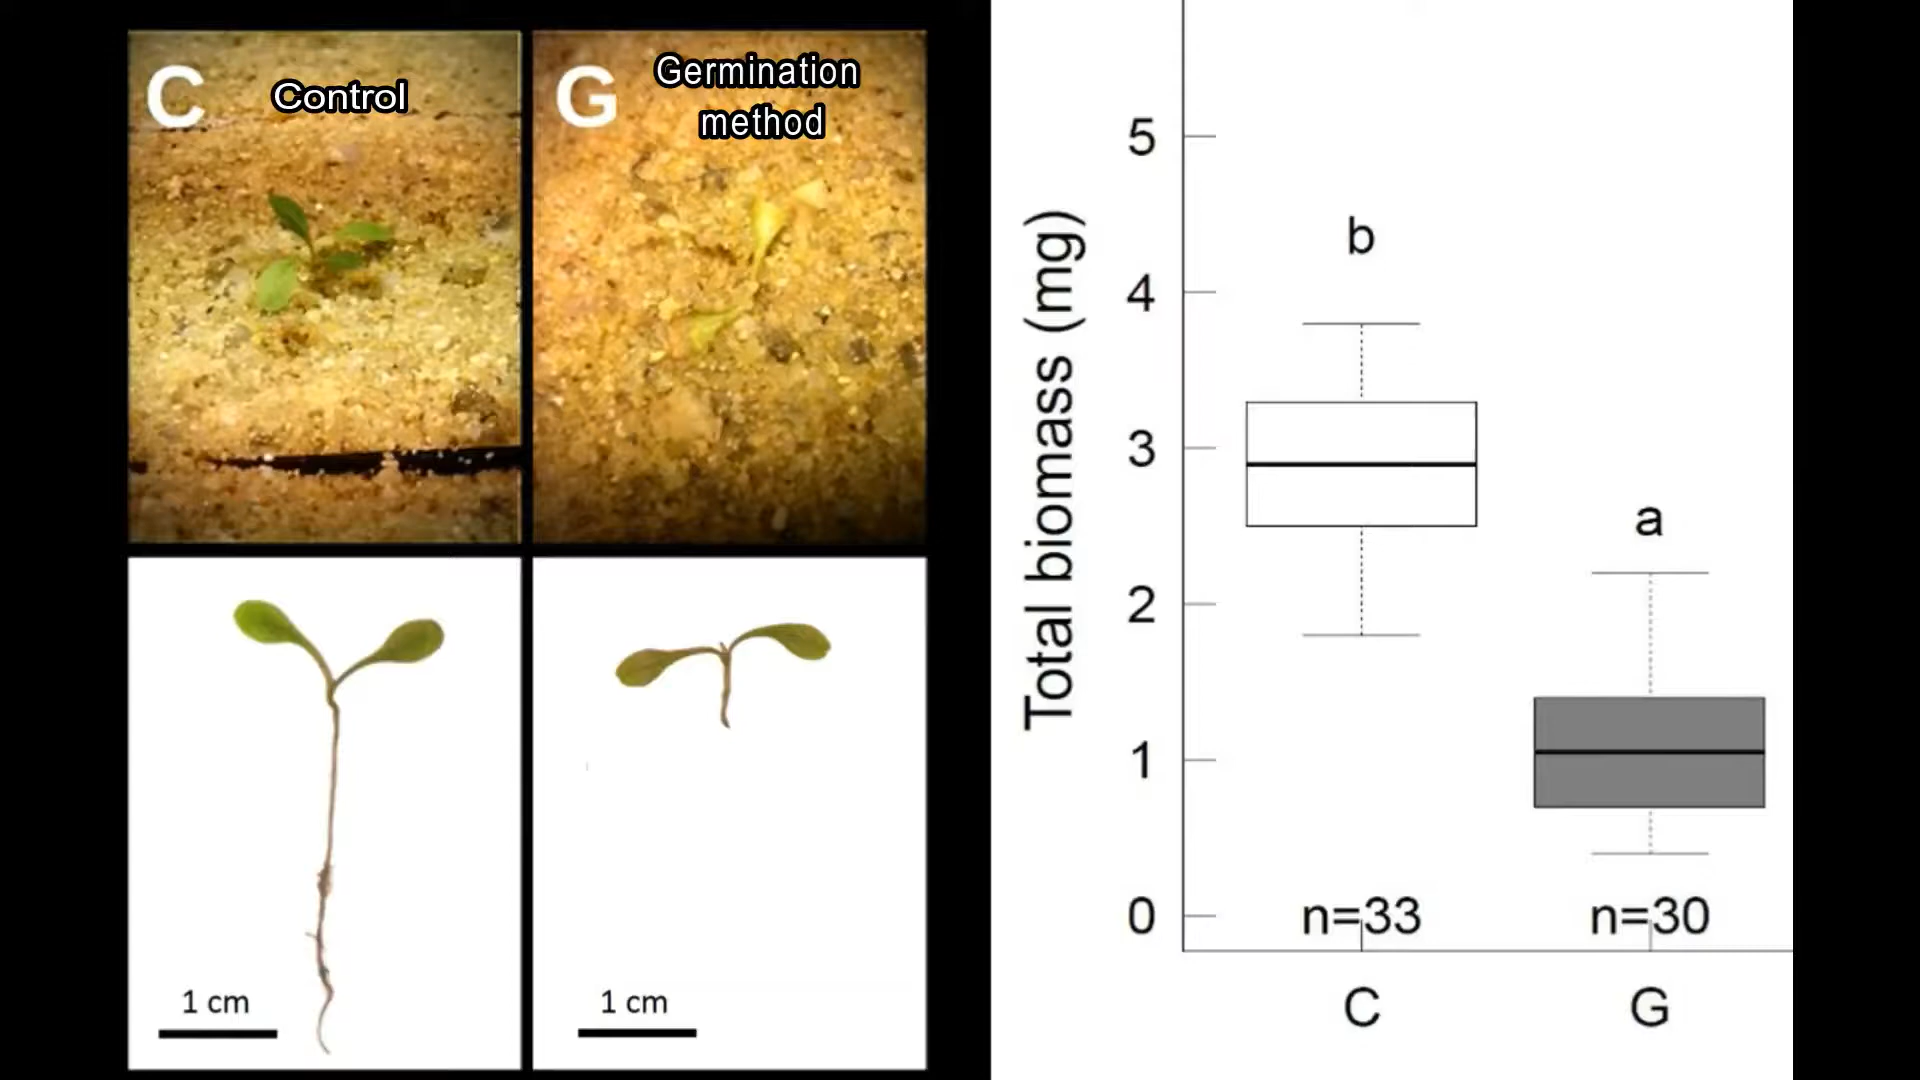 C
Control
G
Germination
method
1 cm
1 cm
Total biomass (mg)
5
4
3
2
1
0
b
a
n=33
n=30
C
G